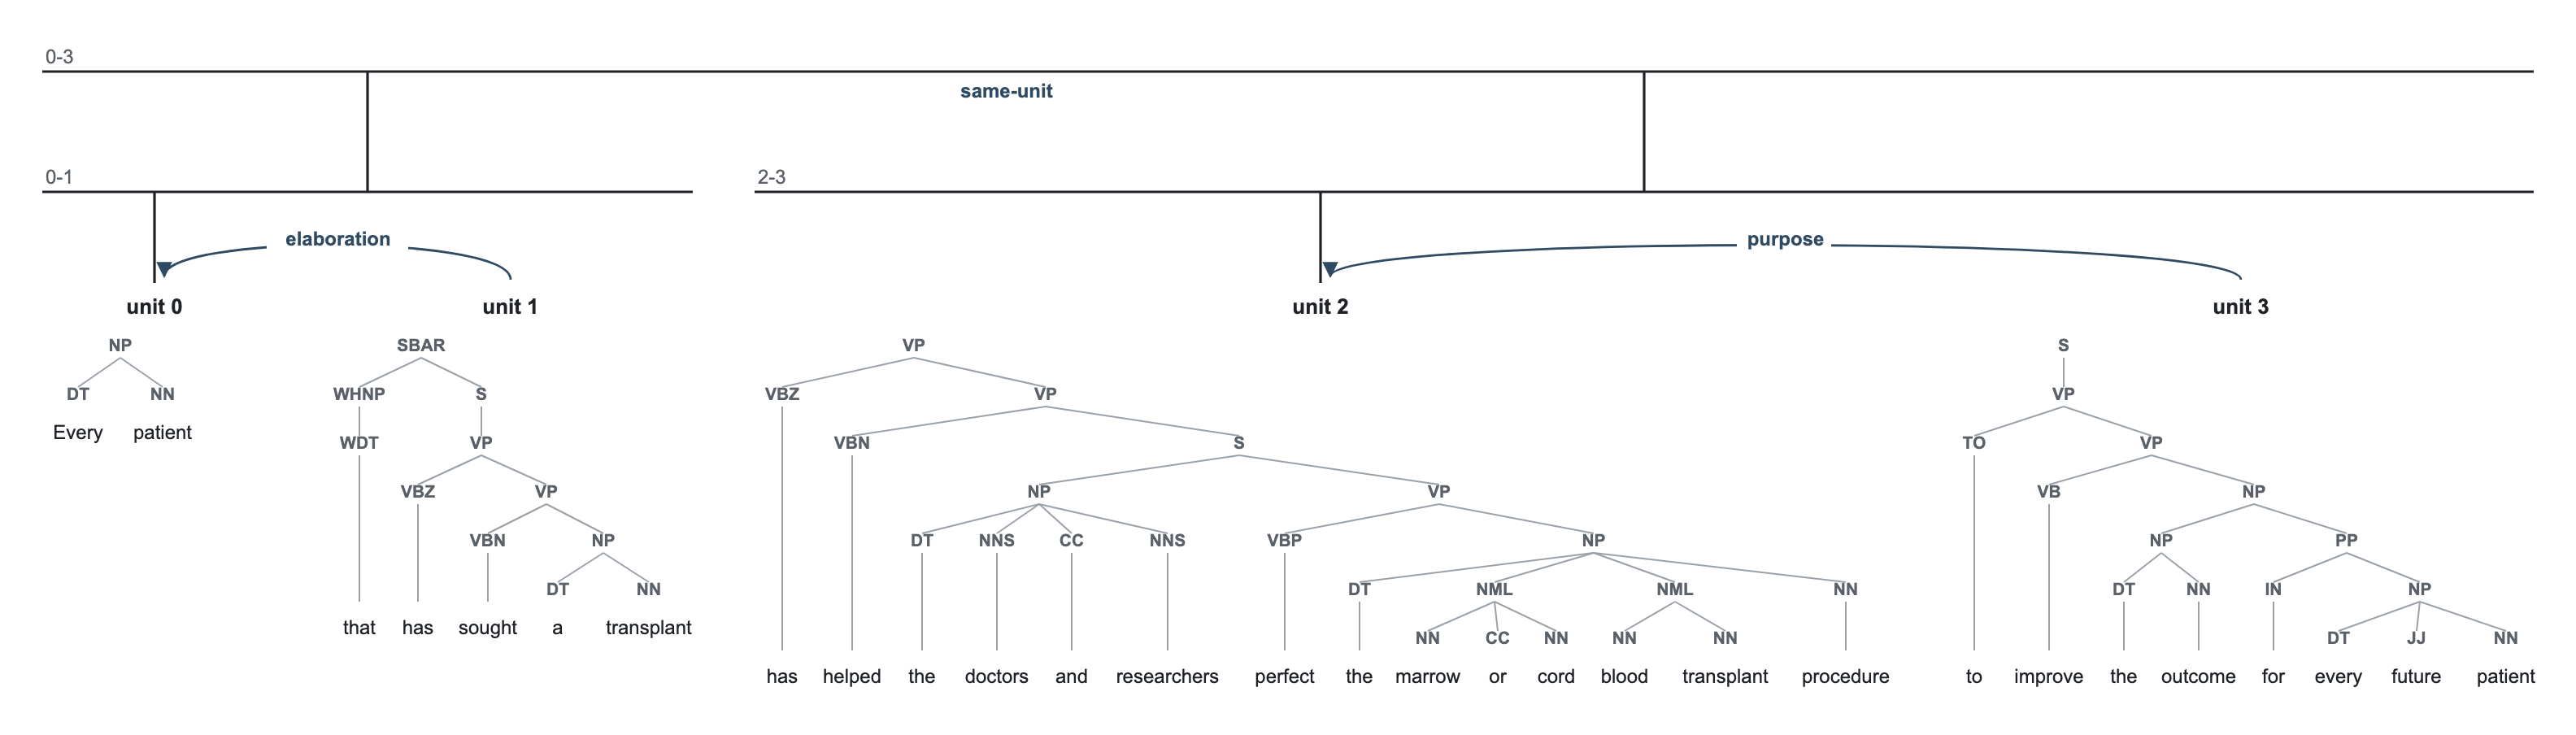 0-3
same-unit
0-1 2-3
elaboration purpose
unit 0 unit 1 unit 2 unit 3
NP SBAR VP S
DT NN WHNP S VBZ VP VP
Every patient
WDT VP VBN S TO VP
VBZ VP NP VP VB NP
VBN NP DT NNS CC NNS VBP NP NP PP
DT NN DT NML NML NN DT NN IN NP
that has sought a transplant
NN CC NN NN NN DT JJ NN
has helped the doctors and researchers perfect the marrow or cord blood transplant procedure to improve the outcome for every future patient